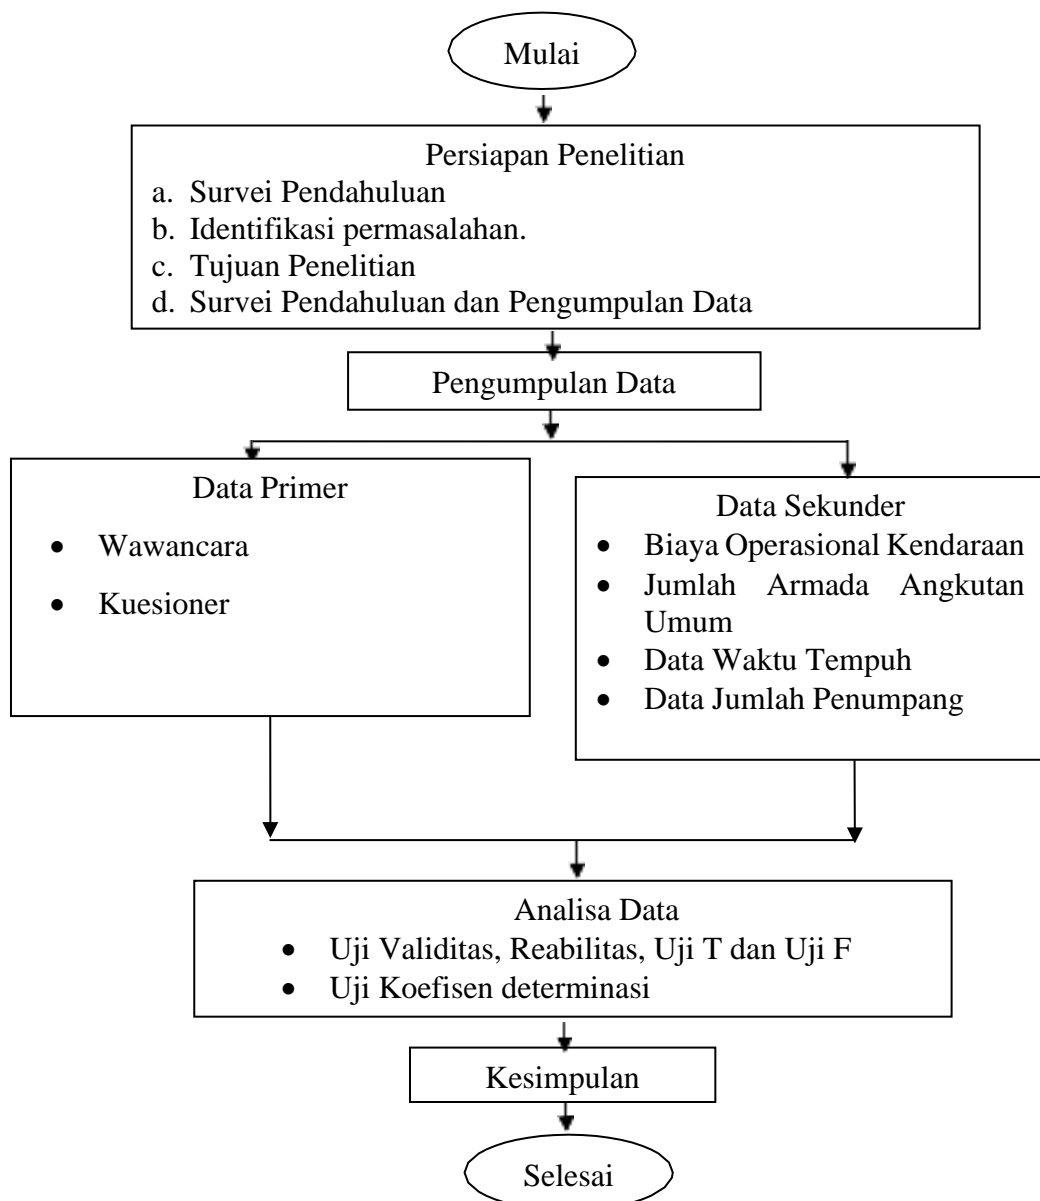 Mulai
Persiapan Penelitian
a. Survei Pendahuluan
b. Identifikasi permasalahan.
c. Tujuan Penelitian
d. Survei Pendahuluan dan Pengumpulan Data
Pengumpulan Data
Data Primer
• Wawancara
• Kuesioner
Data Sekunder
• Biaya Operasional Kendaraan
• Jumlah Armada Angkutan
Umum
• Data Waktu Tempuh
• Data Jumlah Penumpang
Analisa Data
• Uji Validitas, Reabilitas, Uji T dan Uji F
• Uji Koefisen determinasi
Kesimpulan
Selesai